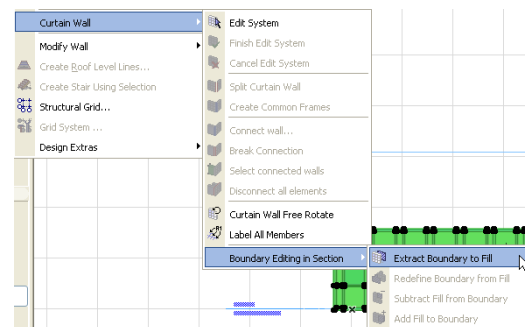 Curtain Wall
Modify Wall
Create Roof Level Lines...
Create Stair Using Selection
Structural Grid...
Grid System ...
Design Extras
Edit System
Finish Edit System
Cancel Edit System
Split Curtain Wall
Create Common Frames
Connect wall...
Break Connection
Select connected walls
Disconnect all elements
Curtain Wall Free Rotate
Label All Members
Boundary Editing in Section
Extract Boundary to Fill
Redefine Boundary from Fill
Subtract Fill from Boundary
Add Fill to Boundary